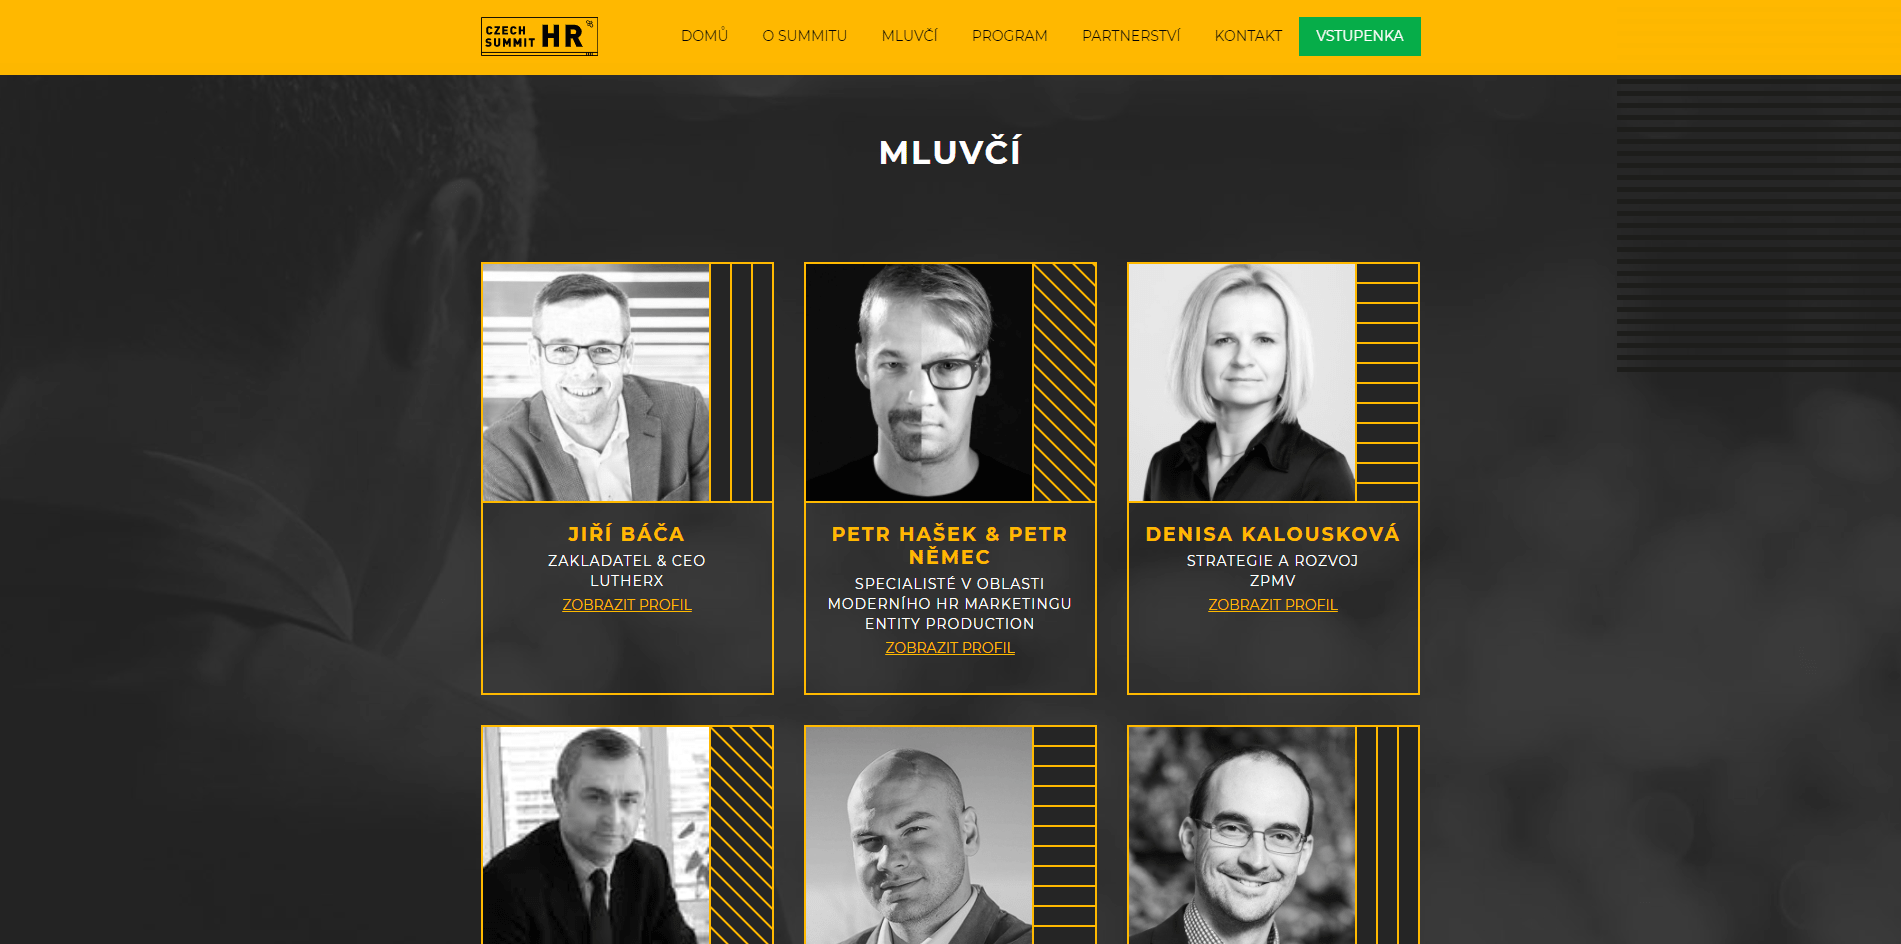 CZECH
SUMMIT HR
DOMŮ O SUMMITU MLUVČÍ PROGRAM PARTNERSTVÍ KONTAKT VSTUPENKA
MLUVČÍ
JIŘÍ BÁČA
ZAKLADATEL & CEO
LUTHERX
ZOBRAZIT PROFIL
PETR HAŠEK & PETR
NĚMEC
SPECIALISTÉ V OBLASTI
MODERNÍHO HR MARKETINGU
ENTITY PRODUCTION
ZOBRAZIT PROFIL
DENISA KALOUSKOVÁ
STRATEGIE A ROZVOJ
ZPMV
ZOBRAZIT PROFIL